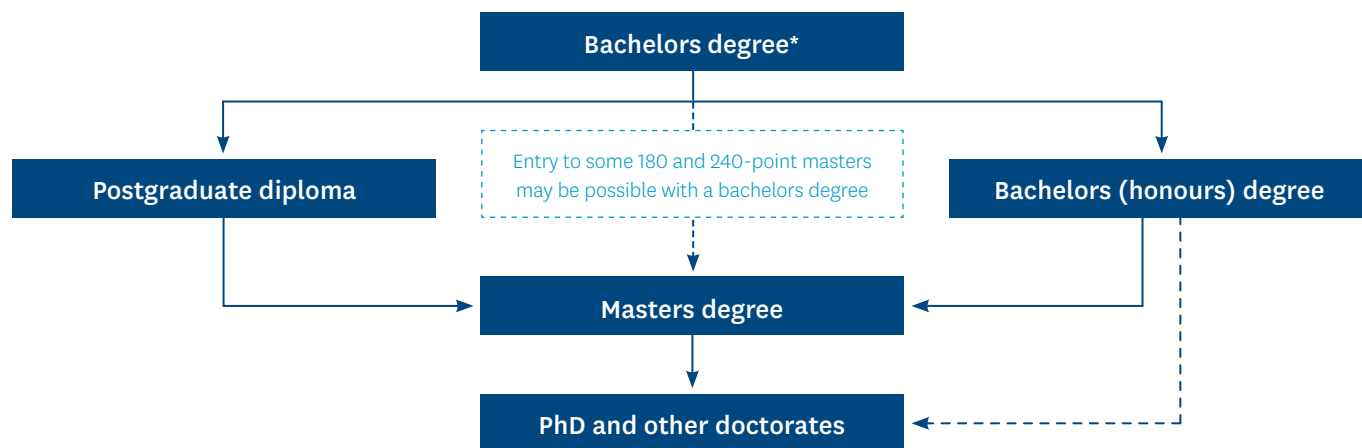 Bachelors degree*
Entry to some 180 and 240-point masters
may be possible with a bachelors degree
Postgraduate diploma
Bachelors (honours) degree
Masters degree
PhD and other doctorates